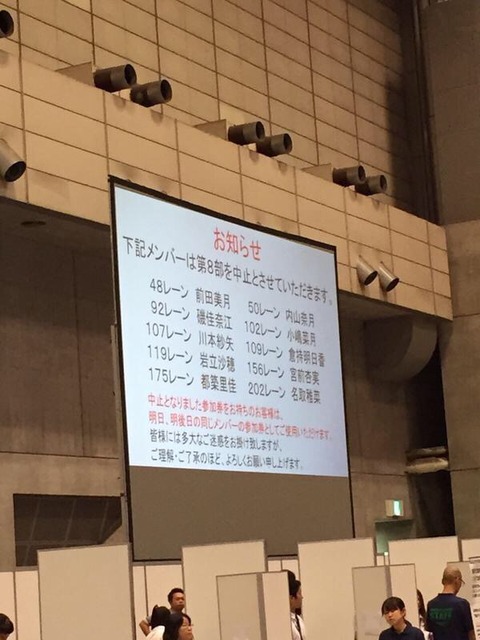 お知らせ
下記メンバーは第8部を中止とさせていただきます。
48レーン 前田美月 50レーン 内山奈月
92レーン 磯佳奈江 102レーン 小嶋菜月
107レーン 川本紗矢 109レーン 倉持明日香
119レーン 岩立沙穂 156レーン 宮前杏実
175レーン 都築里佳 202レーン 名取稚菜
中止となりました参加券をお持ちのお客様は、
明日、明後日の同じメンバーの参加券としてご使用いただけます。
皆様には多大なご迷惑をお掛け致しますが、
ご理解・ご了承のほど、よろしくお願い申し上げます。